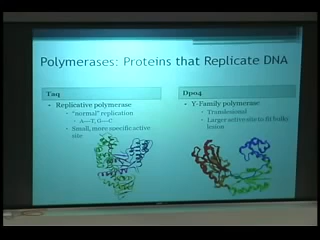 Polymerases: Proteins that Replicate DNA
Taq
• Replicative polymerase
• "normal" replication
• A—T, G—C
• Small, more specific active
site
Dpo4
• Y-Family polymerase
• Translesional
• Larger active site to fit bulky
lesion